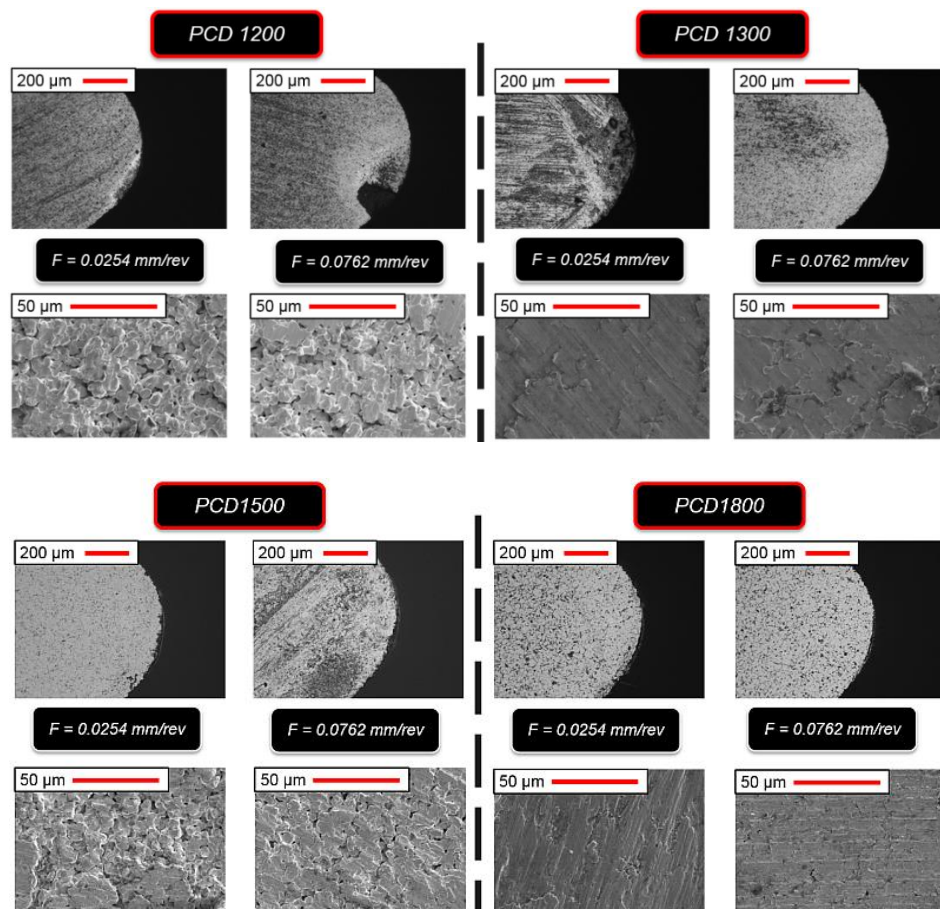 PCD 1200
PCD 1300
200 µm
200 µm
200 µm
200 µm
F = 0.0254 mm/rev
F = 0.0762 mm/rev
F = 0.0254 mm/rev
F = 0.0762 mm/rev
50 µm
50 µm
50 µm
50 µm
PCD1500
PCD1800
200 µm
200 µm
200 µm
200 µm
F = 0.0254 mm/rev
F = 0.0762 mm/rev
F = 0.0254 mm/rev
F = 0.0762 mm/rev
50 µm
50 µm
50 µm
50 µm